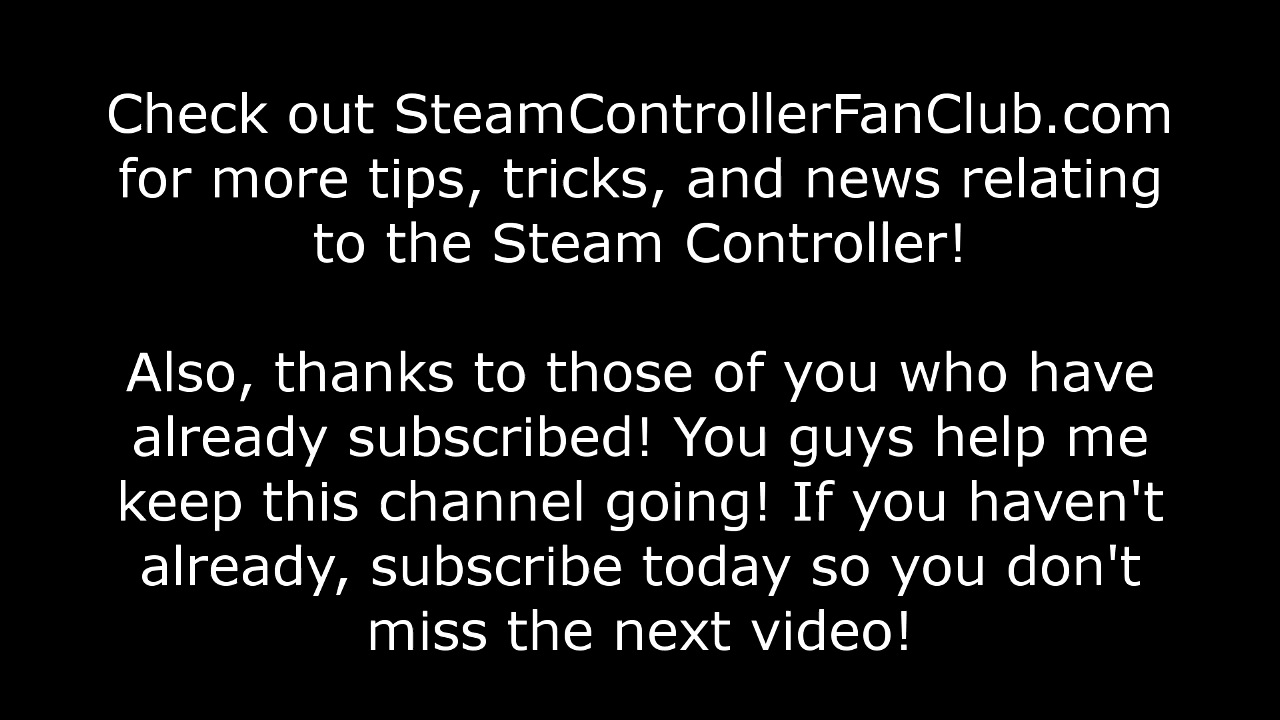 Check out SteamControllerFanClub.com
for more tips, tricks, and news relating
to the Steam Controller!
Also, thanks to those of you who have
already subscribed! You guys help me
keep this channel going! If you haven't
already, subscribe today so you don't
miss the next video!